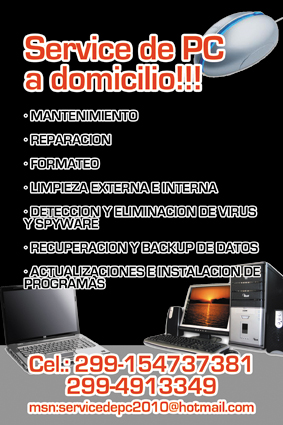 Service de PC
a domicilio!!!
· MANTENIMIENTO
· REPARACION
· FORMATEO
· LIMPIEZA EXTERNA E INTERNA
· DETECCION Y ELIMINACION DE VIRUS
Y SPYWARE
· RECUPERACION Y BACKUP DE DATOS
· ACTUALIZACIONES E INSTALACION DE
PROGRAMAS
Cel.: 299-154737381
299-4913349
msn:servicedepc2010@hotmail.com